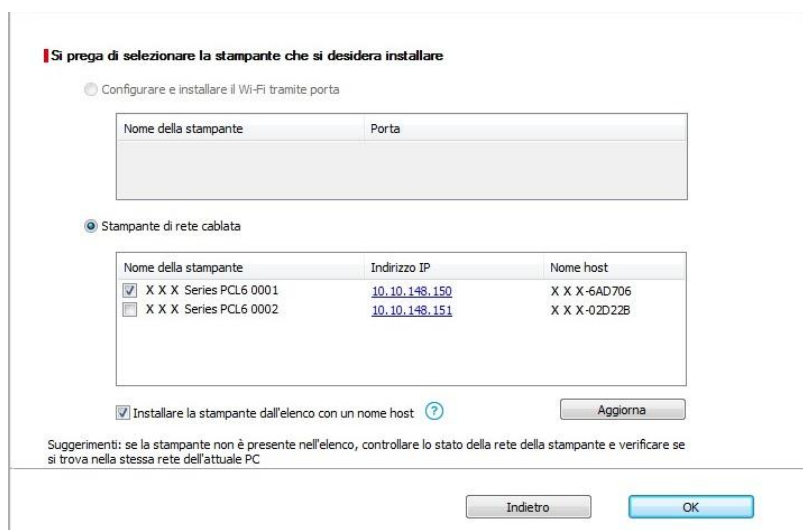 Si prega di selezionare la stampante che si desidera installare
Configurare e installare il Wi-Fi tramite porta
Nome della stampante Porta
Stampante di rete cablata
Nome della stampante Indirizzo IP Nome host
X X X Series PCL6 0001 10.10.148.150 X X X-6AD706
X X X Series PCL6 0002 10.10.148.151 X X X-02D22B
Installare la stampante dall'elenco con un nome host ? Aggiorna
Suggerimenti: se la stampante non è presente nell'elenco, controllare lo stato della rete della stampante e verificare se
si trova nella stessa rete dell'attuale PC
Indietro OK